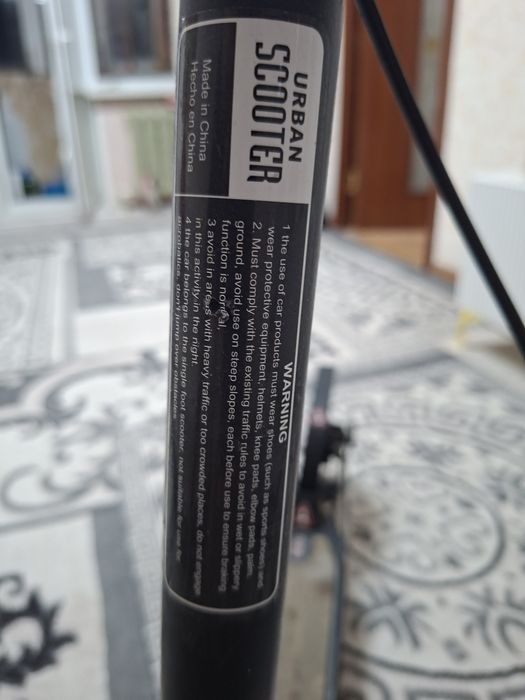 URBAN
SCOOTER
Made in China
Hecho en China
WARNING
1 the use of car products must wear shoes (such as sports shoes) and
wear protective equipment, helmets, knee pads, elbow pads, palm.
2. Must comply with the existing traffic rules to avoid in wet or slippery
ground, avoid use on steep slopes, each before use to ensure braking
function is normal.
3 avoid in areas with heavy traffic or too crowded places, do not engage
in this activity in the night.
4 the car belongs to the single foot scooter, not suitable for use for
acrobatics, don't jump over obstacles